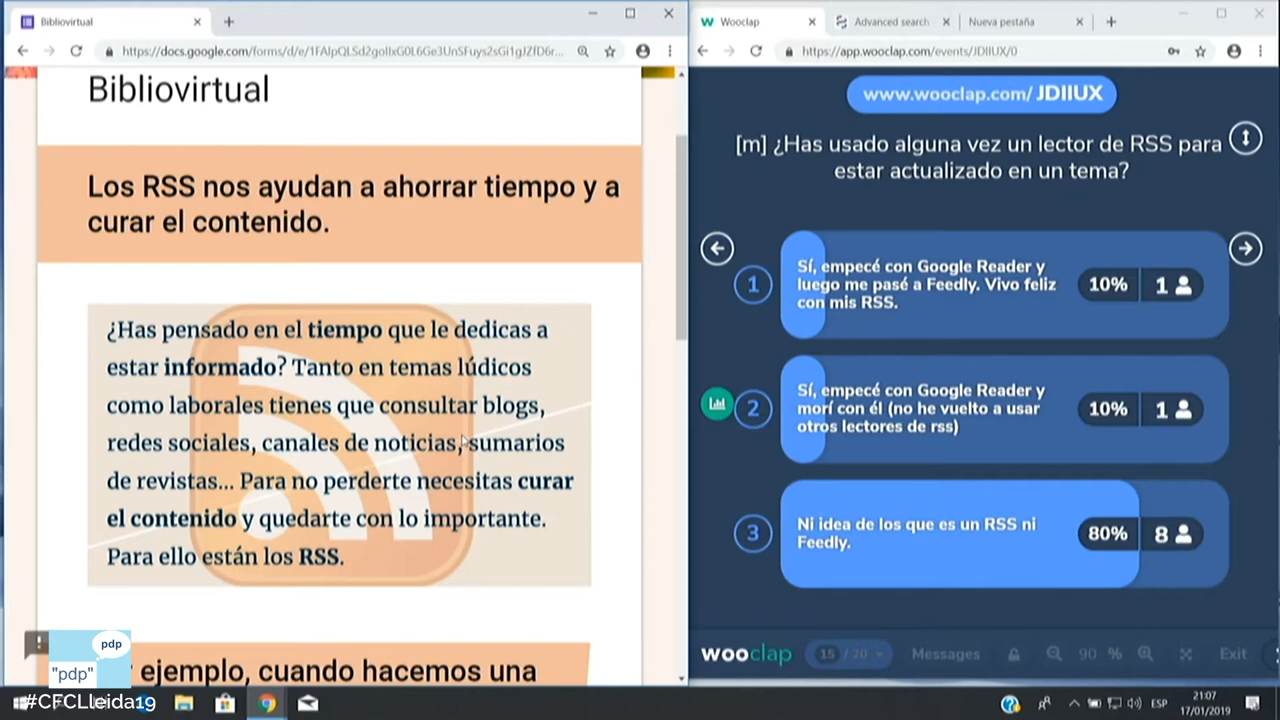 Bibliovirtual
https://docs.google.com/forms/d/e/1FAIpQLSd2golIxG0L6Ge3UnSFuys2sGi1gJZfD6r...
Bibliovirtual
Los RSS nos ayudan a ahorrar tiempo y a
curar el contenido.
¿Has pensado en el tiempo que le dedicas a
estar informado? Tanto en temas lúdicos
como laborales tienes que consultar blogs,
redes sociales, canales de noticias, sumarios
de revistas... Para no perderte necesitas curar
el contenido y quedarte con lo importante.
Para ello están los RSS.
ejemplo, cuando hacemos una
pdp
"pdp"
#CFCLleida19
Wooclap
Advanced search
Nueva pestaña
https://app.wooclap.com/events/JDIIUX/0
www.wooclap.com/ JDIIUX
[m] ¿Has usado alguna vez un lector de RSS para
estar actualizado en un tema?
1
Sí, empecé con Google Reader y
luego me pasé a Feedly. Vivo feliz
con mis RSS.
10% 1
2
Sí, empecé con Google Reader y
morí con él (no he vuelto a usar
otros lectores de rss)
10% 1
3
Ni idea de los que es un RSS ni
Feedly.
80% 8
wooclap
15 / 20
Messages
90 %
Exit
ESP
21:07
17/01/2019